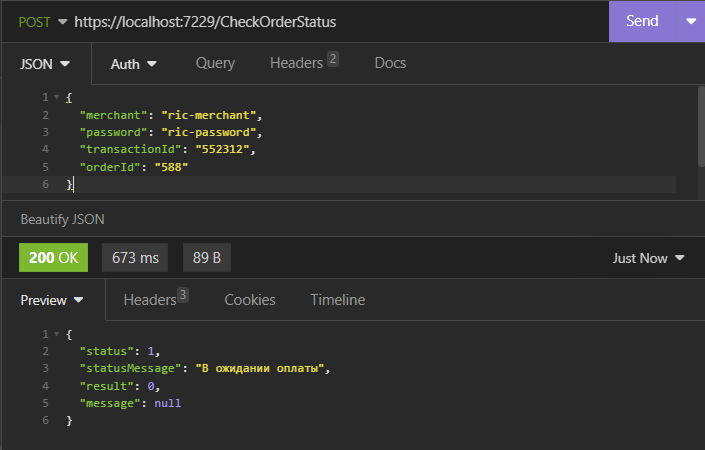 POST https://localhost:7229/CheckOrderStatus Send
JSON Auth Query Headers 2 Docs
1 {
2 "merchant": "ric-merchant",
3 "password": "ric-password",
4 "transactionId": "552312",
5 "orderId": "588"
6 }
Beautify JSON
200 OK 673 ms 89 B Just Now
Preview Headers 3 Cookies Timeline
1 {
2 "status": 1,
3 "statusMessage": "В ожидании оплаты",
4 "result": 0,
5 "message": null
6 }